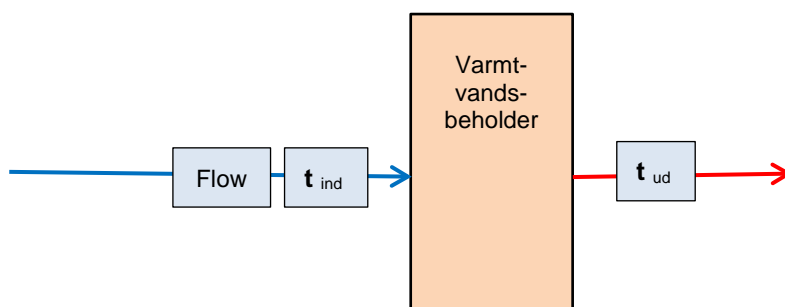 Varmt-
vands-
beholder
Flow
t ind
t ud